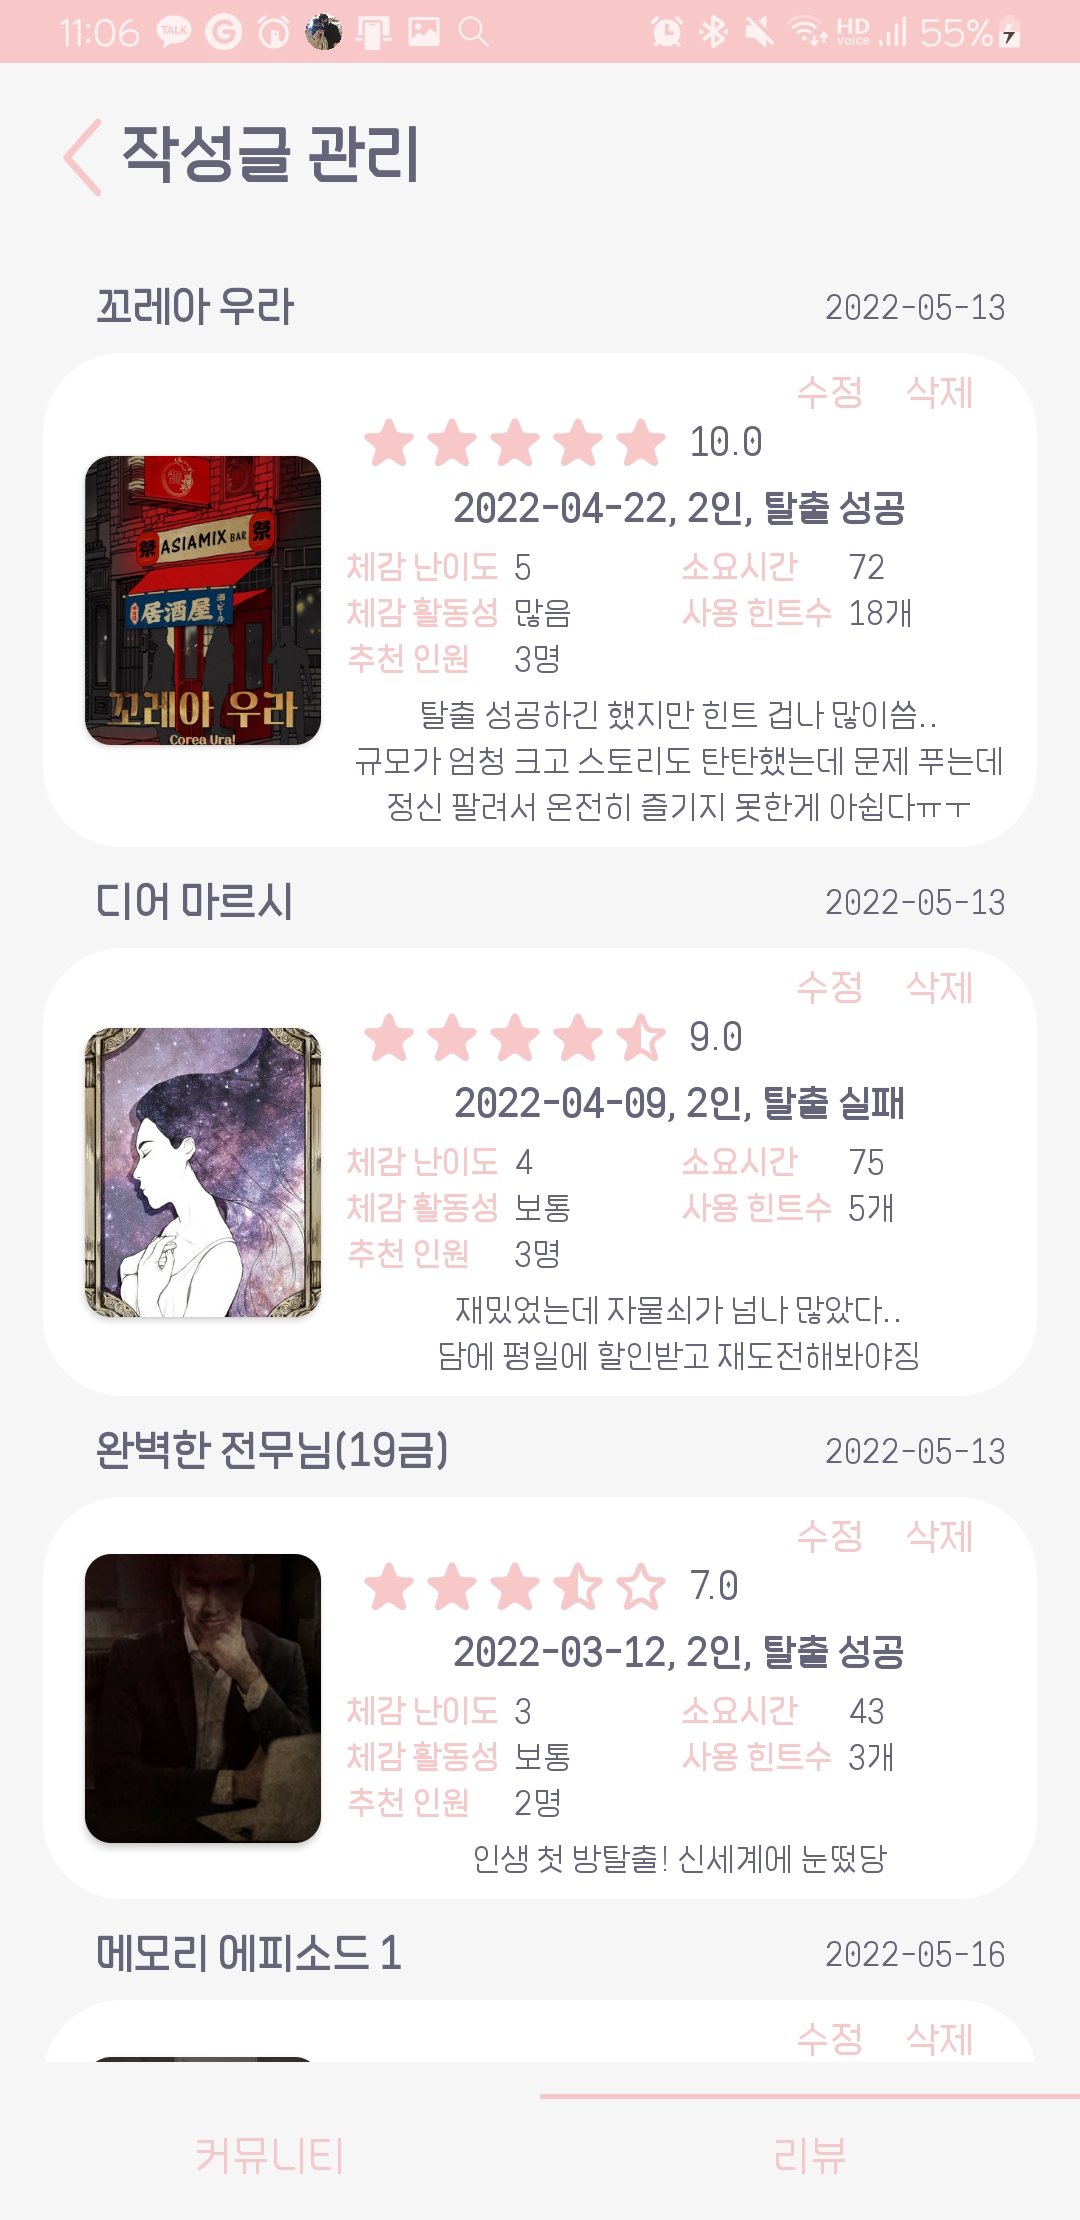 11:06 TALK G HD voice 55%
작성글 관리
꼬레아 우라 2022-05-13
수정 삭제
10.0
2022-04-22, 2인, 탈출 성공
체감 난이도 5 소요시간 72
체감 활동성 많음 사용 힌트수 18개
추천 인원 3명
탈출 성공하긴 했지만 힌트 겁나 많이씀..
규모가 엄청 크고 스토리도 탄탄했는데 문제 푸는데
정신 팔려서 온전히 즐기지 못한게 아쉽다ㅠㅜ
祭 ASIAMIX BAR 祭
居酒屋 酒・ビール
꼬레아 우라
Corea Ura!
디어 마르시 2022-05-13
수정 삭제
9.0
2022-04-09, 2인, 탈출 실패
체감 난이도 4 소요시간 75
체감 활동성 보통 사용 힌트수 5개
추천 인원 3명
재밌었는데 자물쇠가 넘나 많았다..
담에 평일에 할인받고 재도전해봐야징
완벽한 전무님(19금) 2022-05-13
수정 삭제
7.0
2022-03-12, 2인, 탈출 성공
체감 난이도 3 소요시간 43
체감 활동성 보통 사용 힌트수 3개
추천 인원 2명
인생 첫 방탈출! 신세계에 눈떴당
메모리 에피소드 1 2022-05-16
수정 삭제
커뮤니티 리뷰